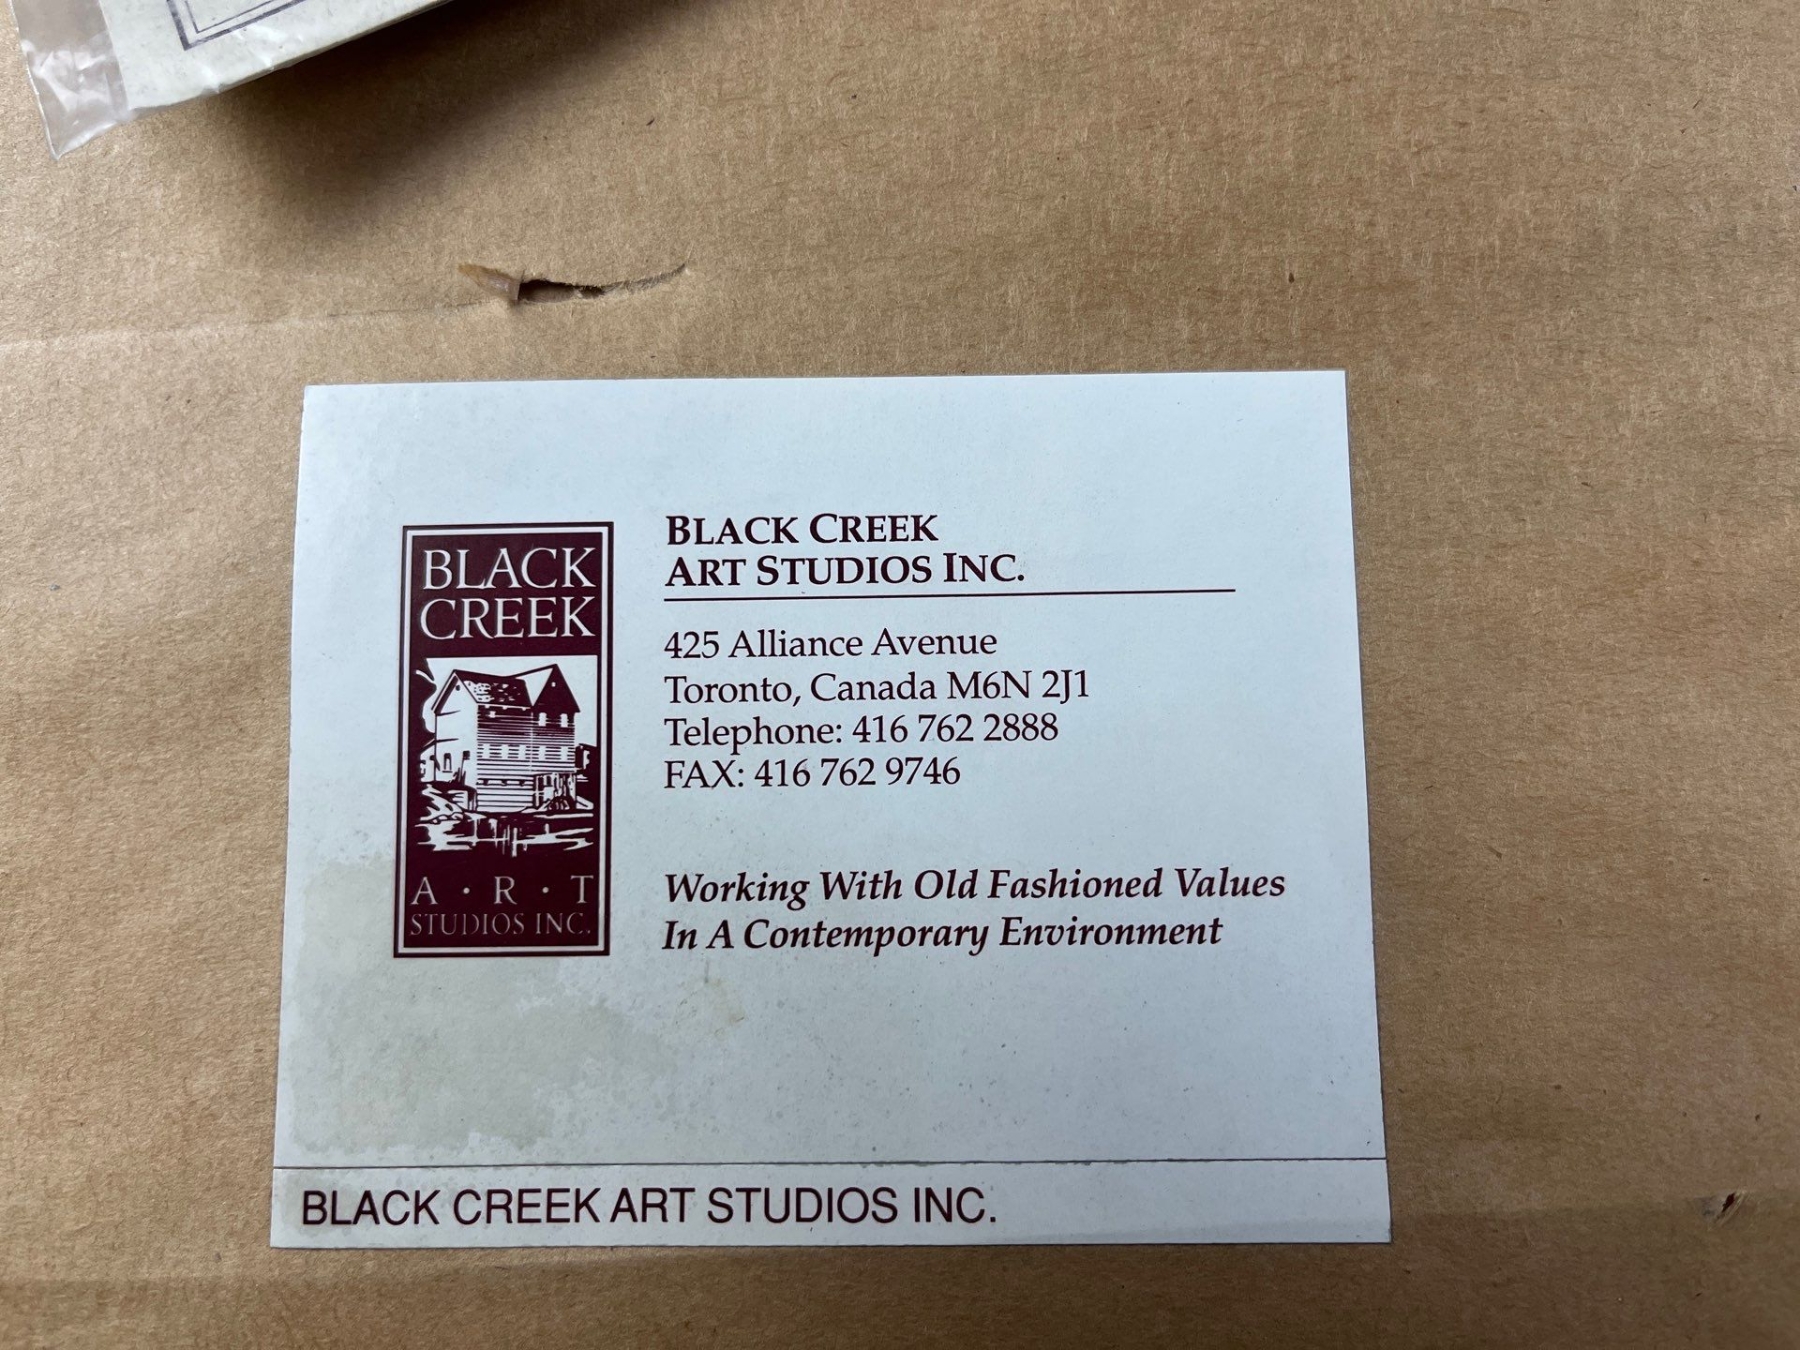 BLACK
CREEK
A · R · T
STUDIOS INC.
BLACK CREEK
ART STUDIOS INC.
425 Alliance Avenue
Toronto, Canada M6N 2J1
Telephone: 416 762 2888
FAX: 416 762 9746
Working With Old Fashioned Values
In A Contemporary Environment
BLACK CREEK ART STUDIOS INC.